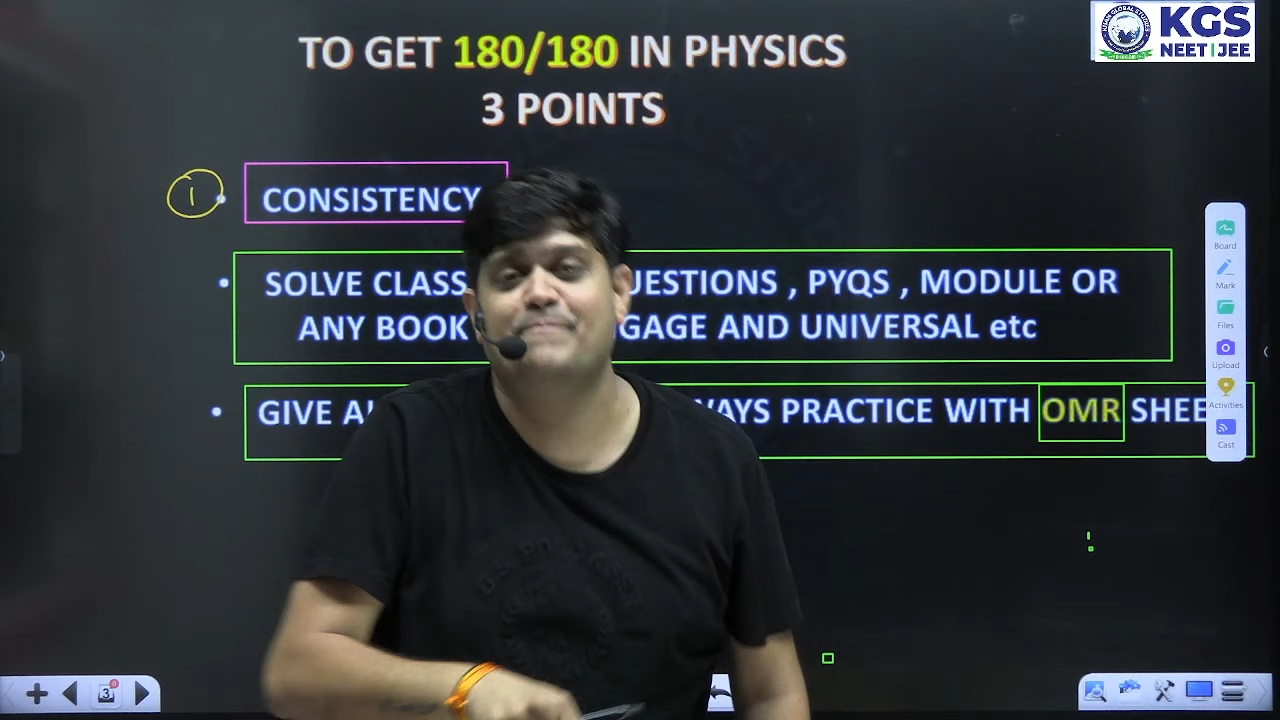 KGS
NEET | JEE
TO GET 180/180 IN PHYSICS
3 POINTS
1
CONSISTENCY
SOLVE CLASS UESTIONS , PYQS , MODULE OR
ANY BOOK GAGE AND UNIVERSAL etc
GIVE PRACTICE WITH OMR SHEE
Board
Mark
Files
Upload
Activities
Cast
3